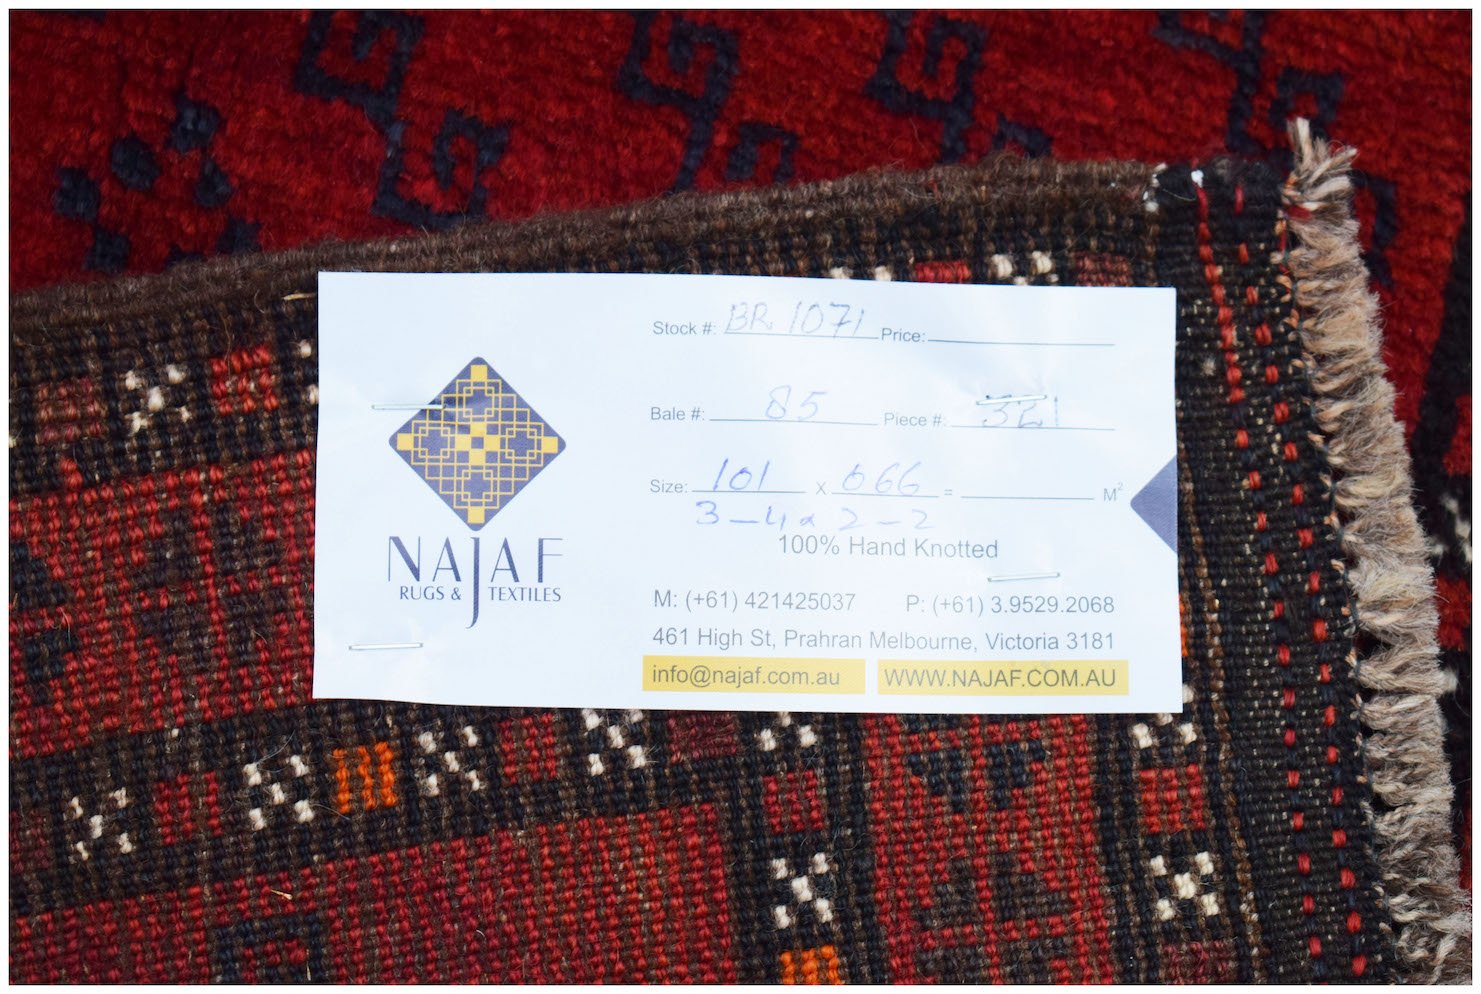 NAJAF
RUGS & TEXTILES
Stock #: BR 1071 Price:
Bale #: 85 Piece #: 321
Size: 101 x 066 = M²
3-4 x 2-2
100% Hand Knotted
M: (+61) 421425037 P: (+61) 3.9529.2068
461 High St, Prahran Melbourne, Victoria 3181
info@najaf.com.au WWW.NAJAF.COM.AU